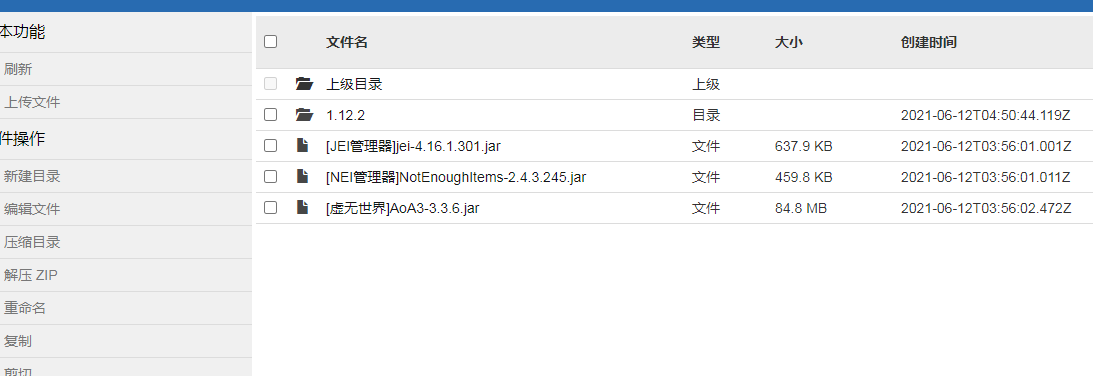 本功能
刷新
上传文件
件操作
新建目录
编辑文件
压缩目录
解压 ZIP
重命名
复制
剪切
文件名 类型 大小 创建时间
上级目录 上级
1.12.2 目录 2021-06-12T04:50:44.119Z
[JEI管理器]jei-4.16.1.301.jar 文件 637.9 KB 2021-06-12T03:56:01.001Z
[NEI管理器]NotEnoughItems-2.4.3.245.jar 文件 459.8 KB 2021-06-12T03:56:01.011Z
[虚无世界]AoA3-3.3.6.jar 文件 84.8 MB 2021-06-12T03:56:02.472Z